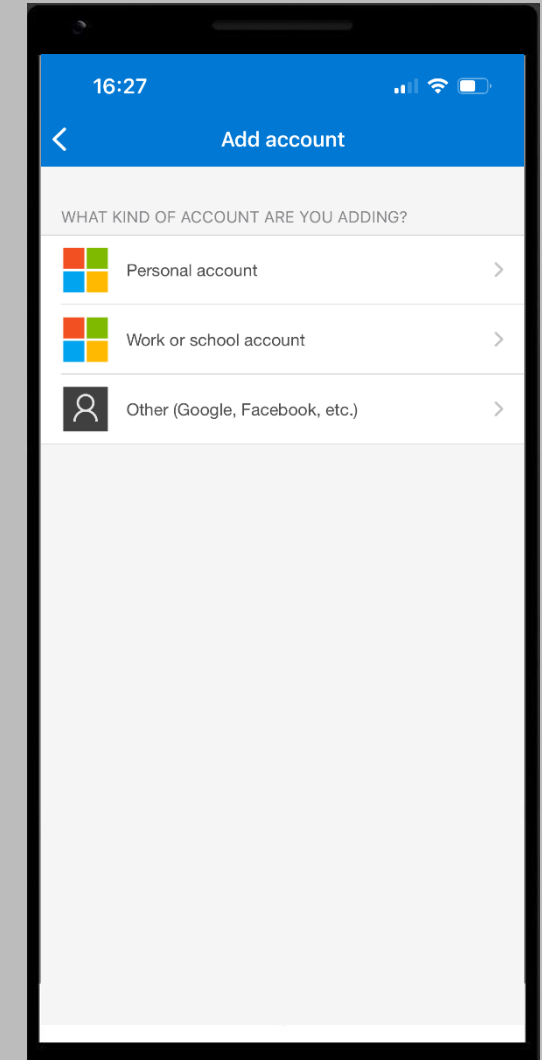 16:27
Add account
WHAT KIND OF ACCOUNT ARE YOU ADDING?
Personal account
Work or school account
Other (Google, Facebook, etc.)